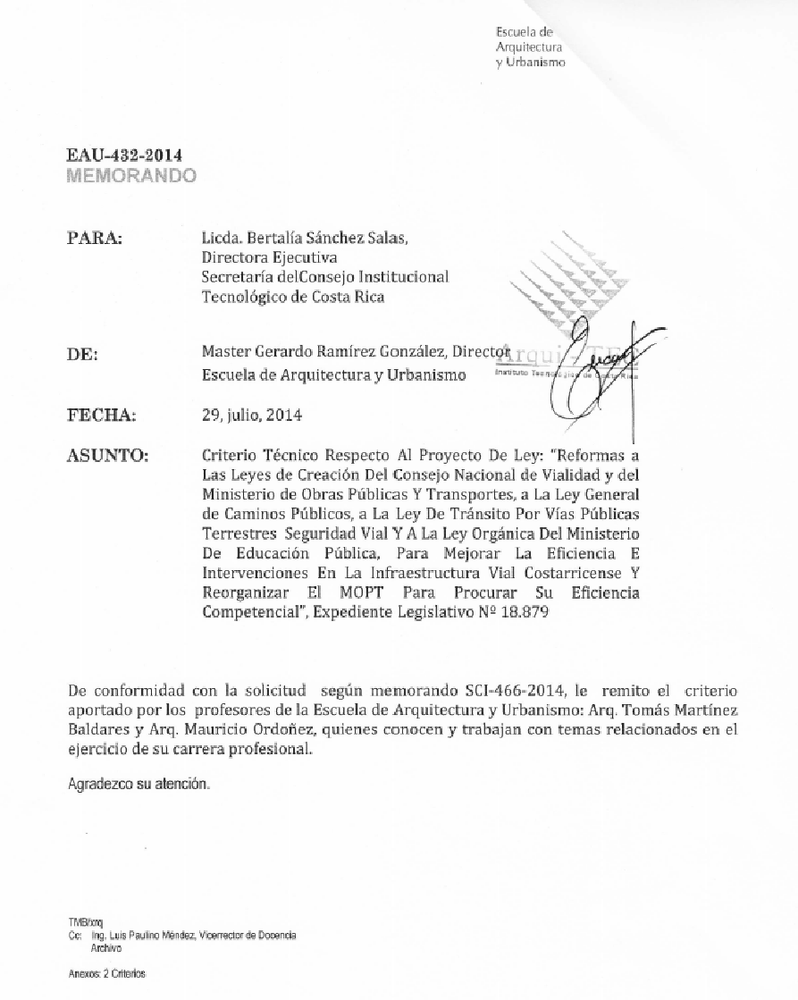 Escuela de
Arquitectura
y Urbanismo
EAU-432-2014
MEMORANDO
PARA: Licda. Bertalía Sánchez Salas,
Directora Ejecutiva
Secretaría delConsejo Institucional
Tecnológico de Costa Rica
DE: Master Gerardo Ramírez González, Director
Escuela de Arquitectura y Urbanismo
Arqui - TEC
Instituto Tecnológico de Costa Rica
FECHA: 29, julio, 2014
ASUNTO: Criterio Técnico Respecto Al Proyecto De Ley: “Reformas a
Las Leyes de Creación Del Consejo Nacional de Vialidad y del
Ministerio de Obras Públicas Y Transportes, a La Ley General
de Caminos Públicos, a La Ley De Tránsito Por Vías Públicas
Terrestres Seguridad Vial Y A La Ley Orgánica Del Ministerio
De Educación Pública, Para Mejorar La Eficiencia E
Intervenciones En La Infraestructura Vial Costarricense Y
Reorganizar El MOPT Para Procurar Su Eficiencia
Competencial”, Expediente Legislativo Nº 18.879
De conformidad con la solicitud según memorando SCI-466-2014, le remito el criterio
aportado por los profesores de la Escuela de Arquitectura y Urbanismo: Arq. Tomás Martínez
Baldares y Arq. Mauricio Ordoñez, quienes conocen y trabajan con temas relacionados en el
ejercicio de su carrera profesional.
Agradezco su atención.
TMB/xrq
Cc: Ing. Luis Paulino Méndez, Vicerrector de Docencia
Archivo
Anexos: 2 Criterios